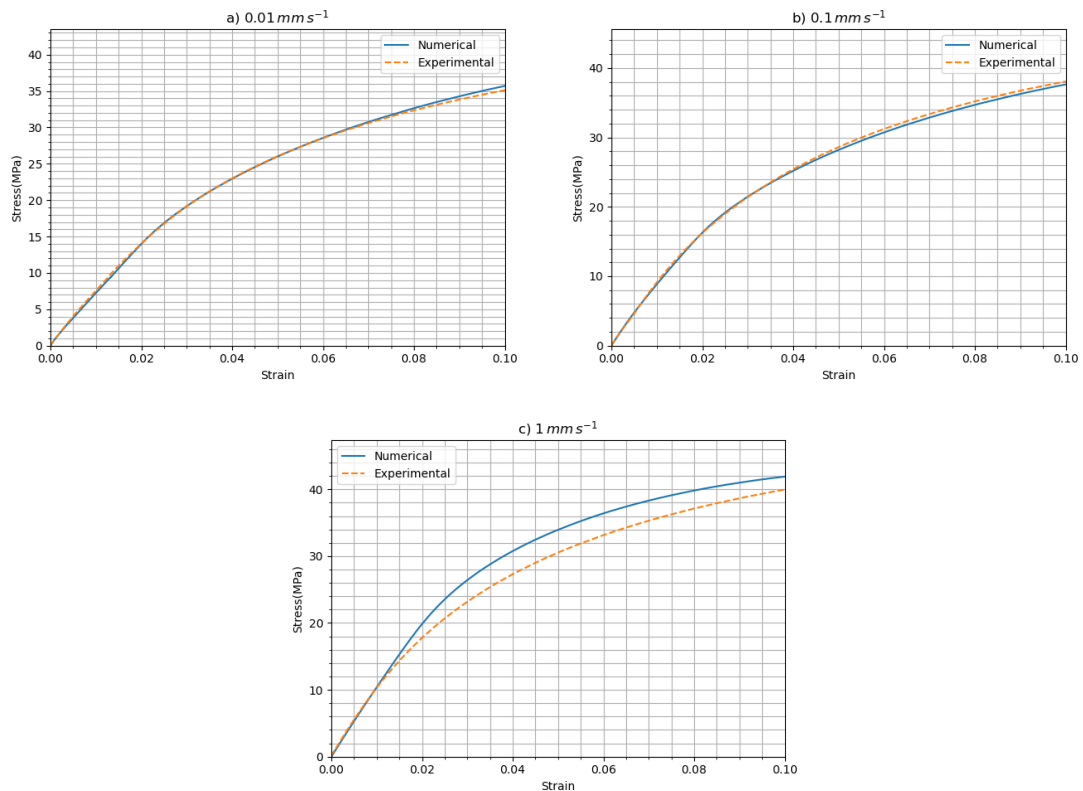 a) 0.01 mm s⁻¹
Numerical
Experimental
Stress(MPa)
40
35
30
25
20
15
10
5
0
0.00 0.02 0.04 0.06 0.08 0.10
Strain
b) 0.1 mm s⁻¹
Numerical
Experimental
Stress(MPa)
40
30
20
10
0
0.00 0.02 0.04 0.06 0.08 0.10
Strain
c) 1 mm s⁻¹
Numerical
Experimental
Stress(MPa)
40
30
20
10
0
0.00 0.02 0.04 0.06 0.08 0.10
Strain